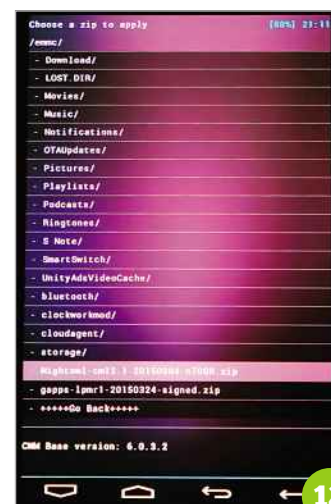 Choose a zip to apply [88%] 21:11
/emmc/
- Download/
- LOST.DIR/
- Movies/
- Music/
- Notifications/
- OTAUpdates/
- Pictures/
- Playlists/
- Podcasts/
- Ringtones/
- S Note/
- SmartSwitch/
- UnityAdsVideoCache/
- bluetooth/
- clockworkmod/
- cloudagent/
- storage/
- gapps-lpmr1-20150324-signed.zip
- +++++Go Back+++++
CWM Base version: 6.0.3.2